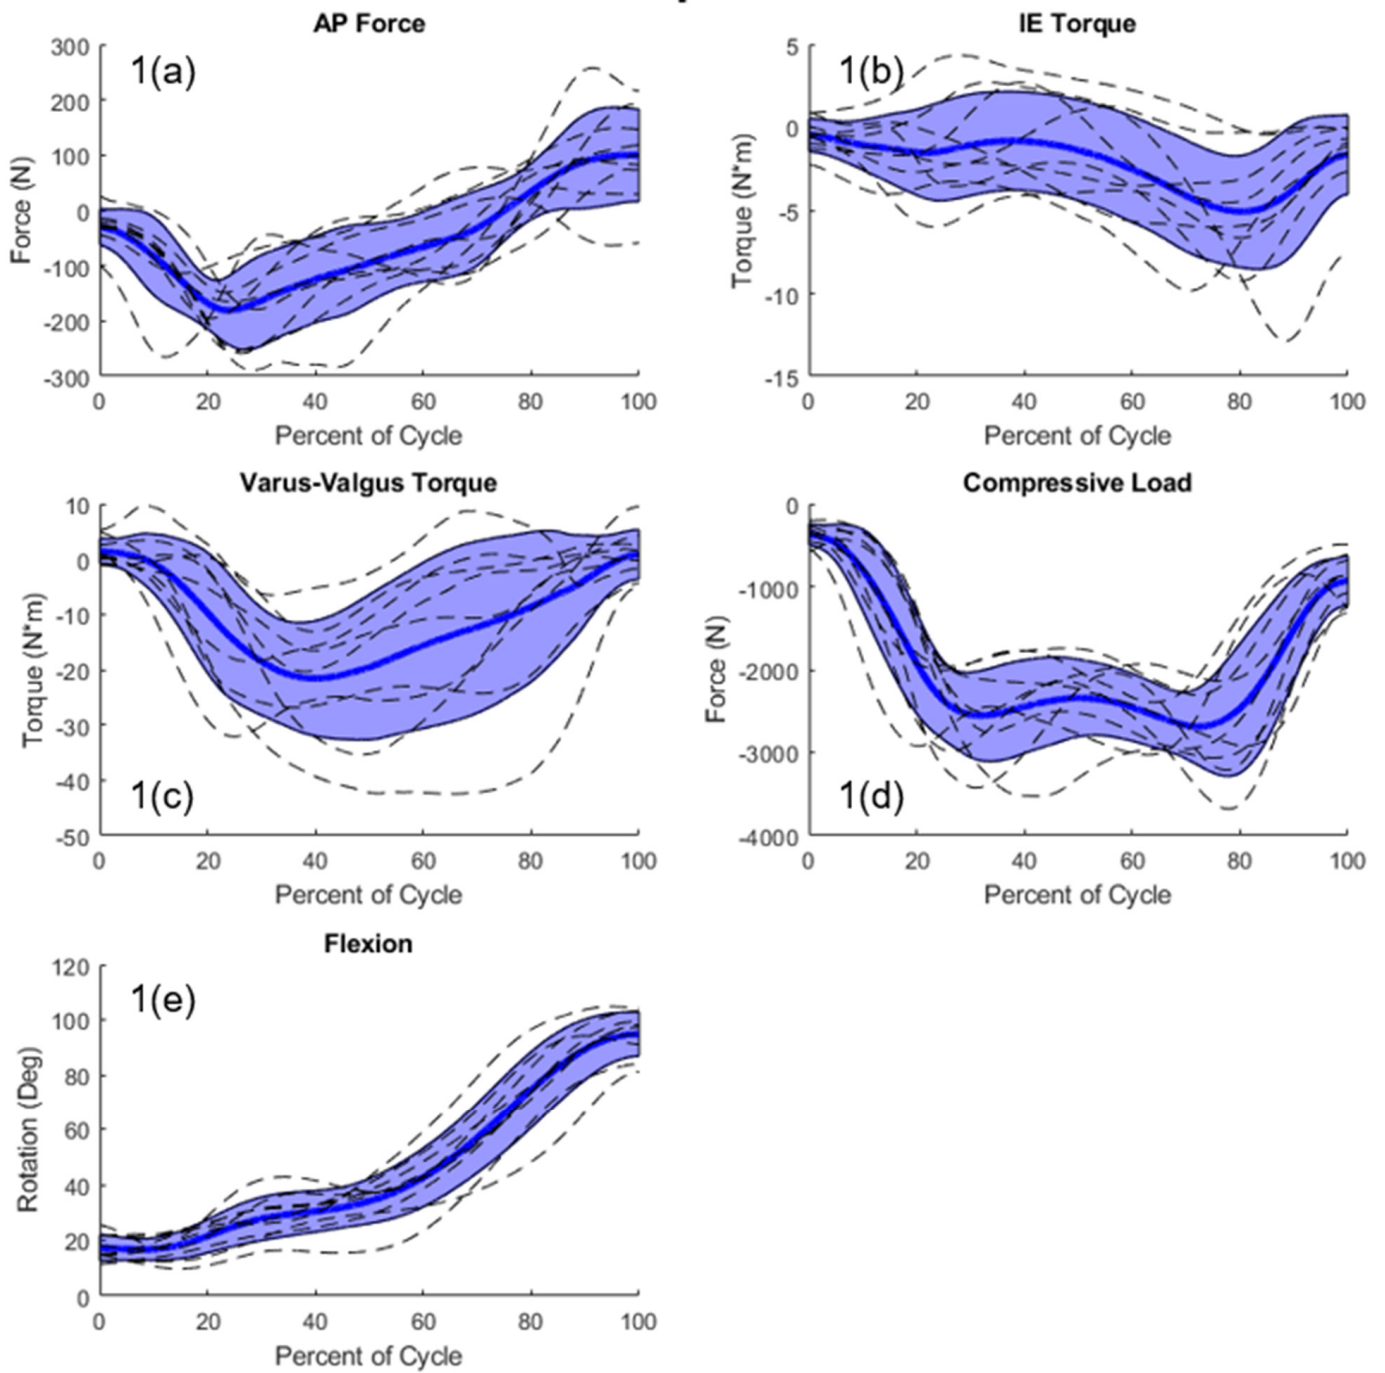 AP Force
1(a)
300
200
100
0
-100
-200
-300
Force (N)
0 20 40 60 80 100
Percent of Cycle
IE Torque
1(b)
5
0
-5
-10
-15
Torque (N*m)
0 20 40 60 80 100
Percent of Cycle
Varus-Valgus Torque
10
0
-10
-20
-30
-40
-50
Torque (N*m)
1(c)
0 20 40 60 80 100
Percent of Cycle
Compressive Load
0
-1000
-2000
-3000
-4000
Force (N)
1(d)
0 20 40 60 80 100
Percent of Cycle
Flexion
1(e)
120
100
80
60
40
20
0
Rotation (Deg)
0 20 40 60 80 100
Percent of Cycle